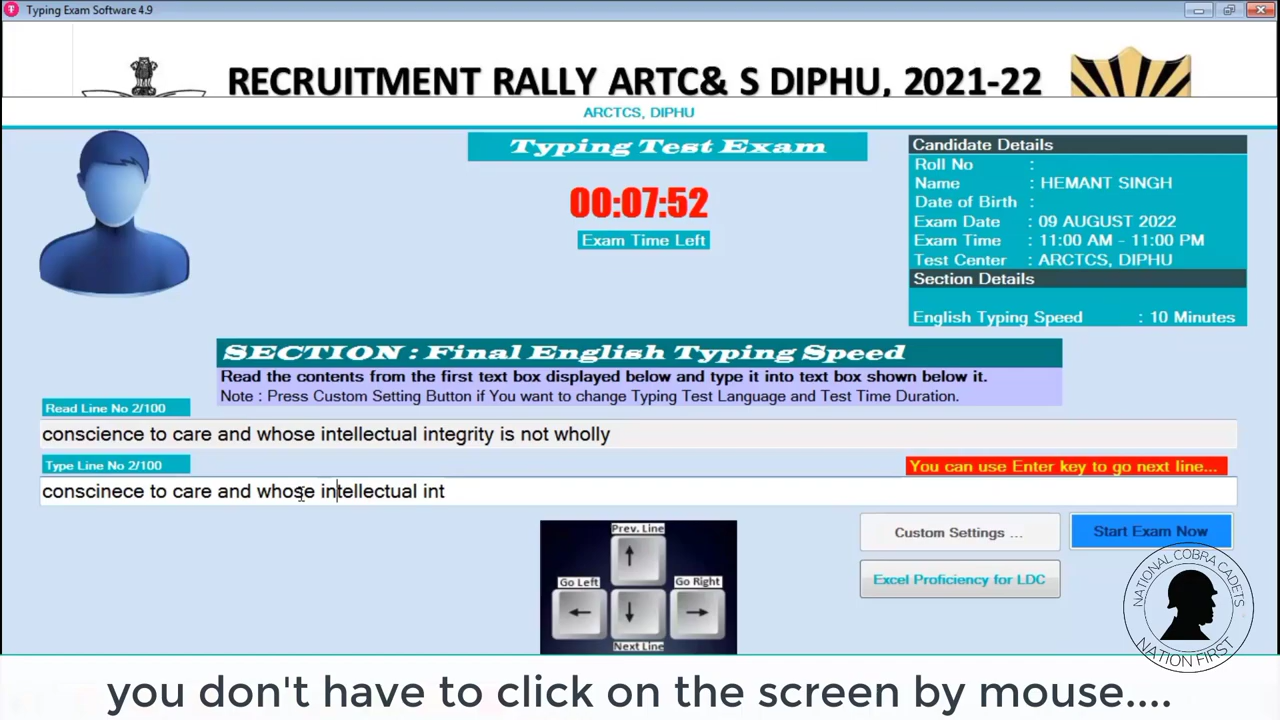 Typing Exam Software 4.9
RECRUITMENT RALLY ARTC& S DIPHU, 2021-22
ARCTCS, DIPHU
Typing Test Exam
00:07:52
Exam Time Left
Candidate Details
Roll No :
Name : HEMANT SINGH
Date of Birth :
Exam Date : 09 AUGUST 2022
Exam Time : 11:00 AM - 11:00 PM
Test Center : ARCTCS, DIPHU
Section Details
English Typing Speed : 10 Minutes
SECTION : Final English Typing Speed
Read the contents from the first text box displayed below and type it into text box shown below it.
Note : Press Custom Setting Button if You want to change Typing Test Language and Test Time Duration.
Read Line No 2/100
conscience to care and whose intellectual integrity is not wholly
Type Line No 2/100
You can use Enter key to go next line...
conscinece to care and whose intellectual int
Custom Settings ...
Start Exam Now
Excel Proficiency for LDC
Prev. Line
Go Left
Go Right
Next Line
NATIONAL COBRA CADETS
NATION FIRST
you don't have to click on the screen by mouse....